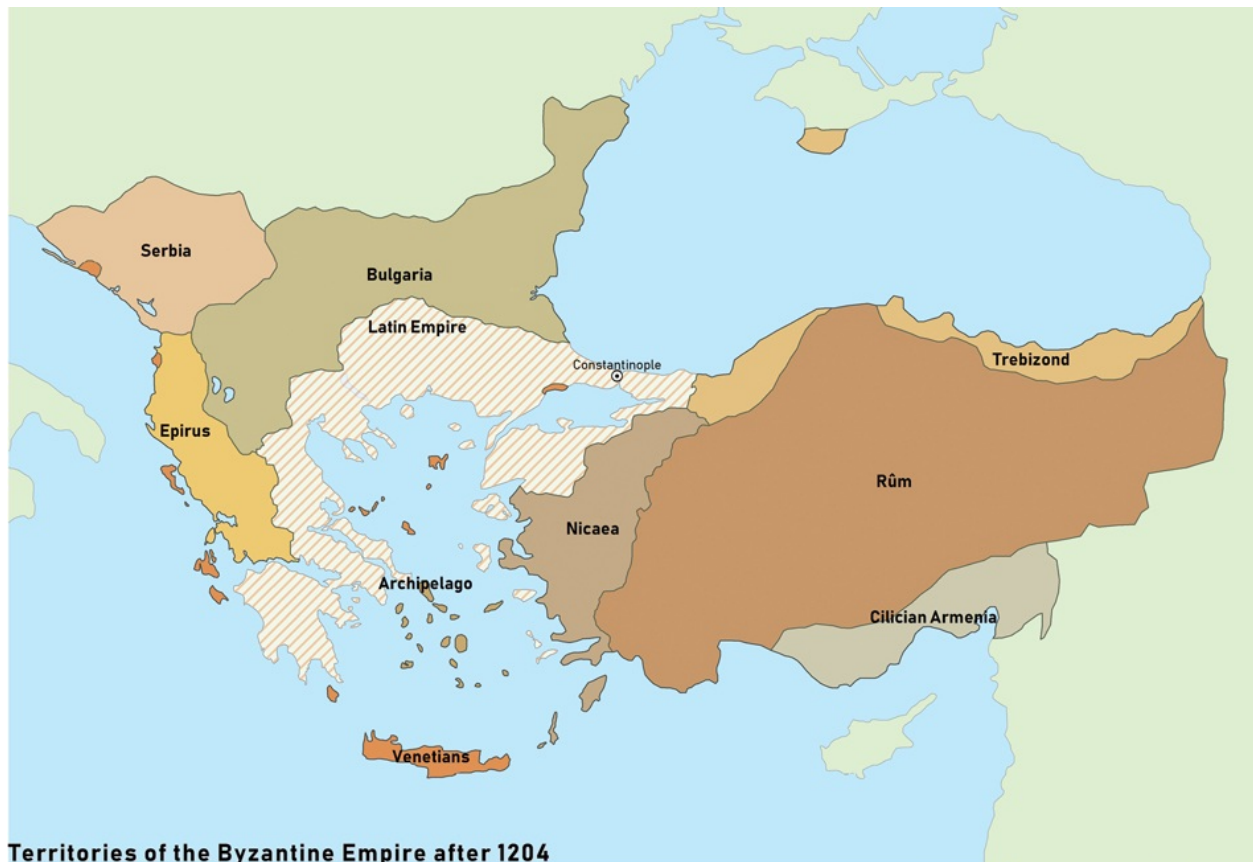 Serbia
Bulgaria
Latin Empire
Constantinople
Trebizond
Epirus
Rûm
Nicaea
Archipelago
Cilician Armenia
Venetians
Territories of the Byzantine Empire after 1204